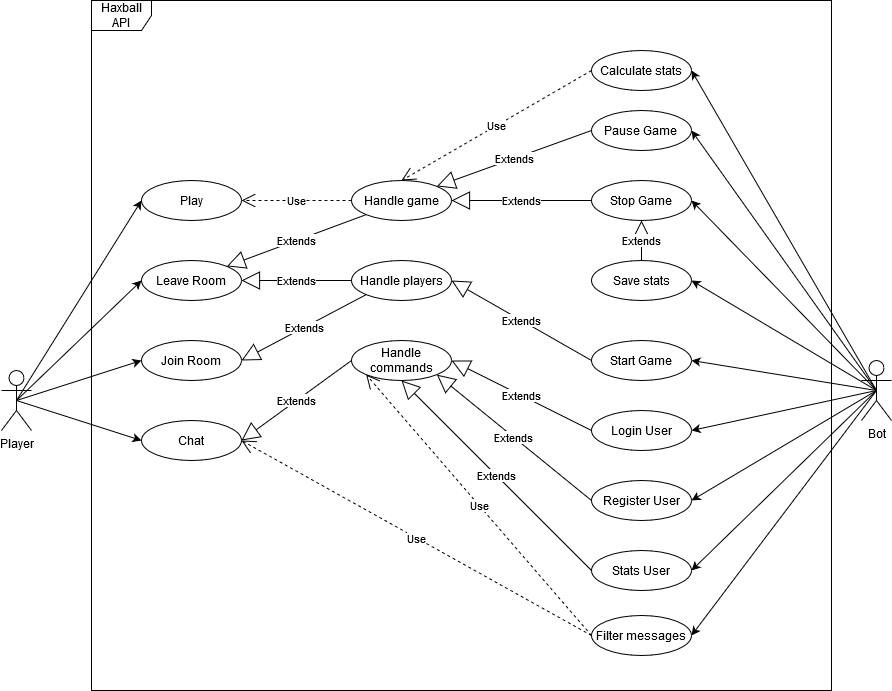 Haxball
API
Calculate stats
Use
Pause Game
Extends
Play
Use
Handle game
Extends
Stop Game
Extends
Extends
Leave Room
Extends
Handle players
Save stats
Extends
Extends
Join Room
Handle
commands
Start Game
Player
Extends
Extends
Login User
Bot
Chat
Extends
Extends
Use
Register User
Use
Stats User
Filter messages